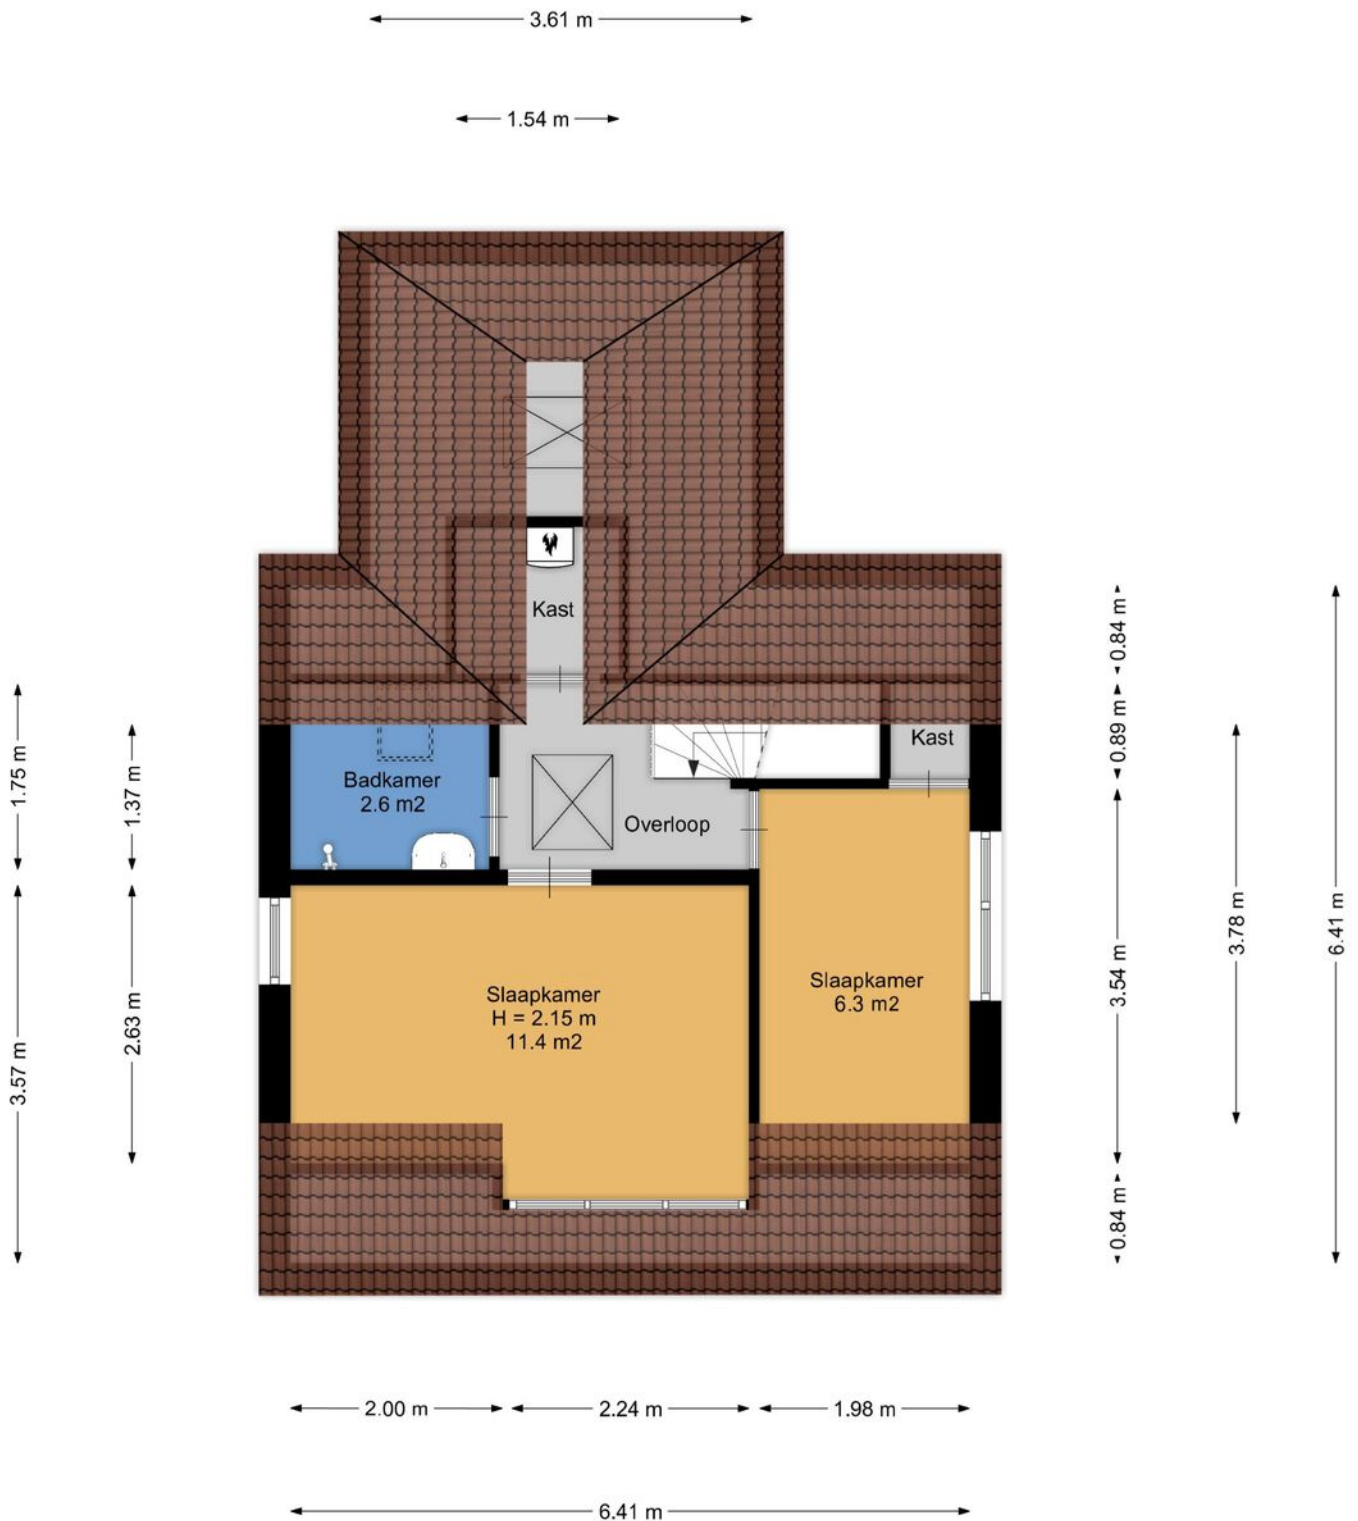 3.61 m
1.54 m
Kast
Kast
Badkamer
2.6 m2
Overloop
Slaapkamer
H = 2.15 m
11.4 m2
Slaapkamer
6.3 m2
1.75 m
1.37 m
3.57 m
2.63 m
0.84 m
0.89 m
3.54 m
0.84 m
3.78 m
6.41 m
2.00 m
2.24 m
1.98 m
6.41 m